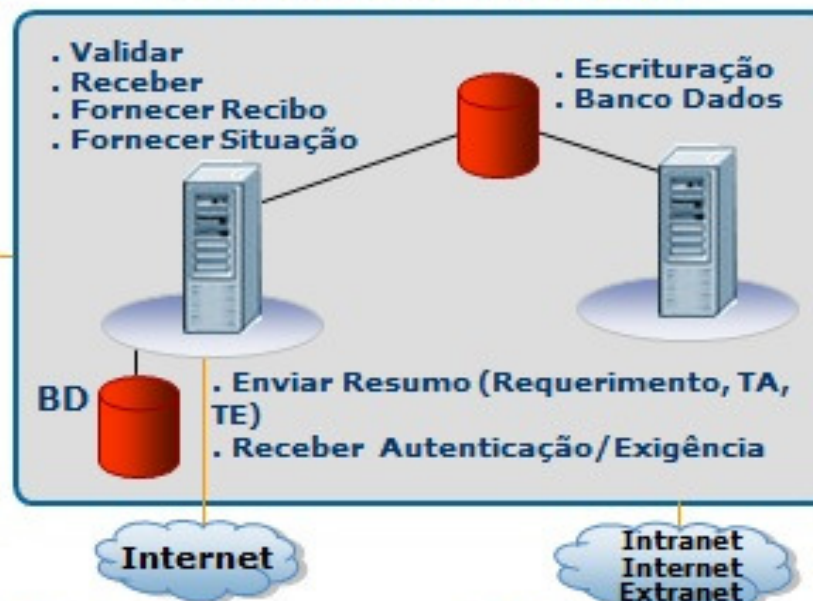 . Validar
. Receber
. Fornecer Recibo
. Fornecer Situação
. Escrituração
. Banco Dados
BD
. Enviar Resumo (Requerimento, TA,
TE)
. Receber Autenticação/Exigência
Internet
Intranet
Internet
Extranet